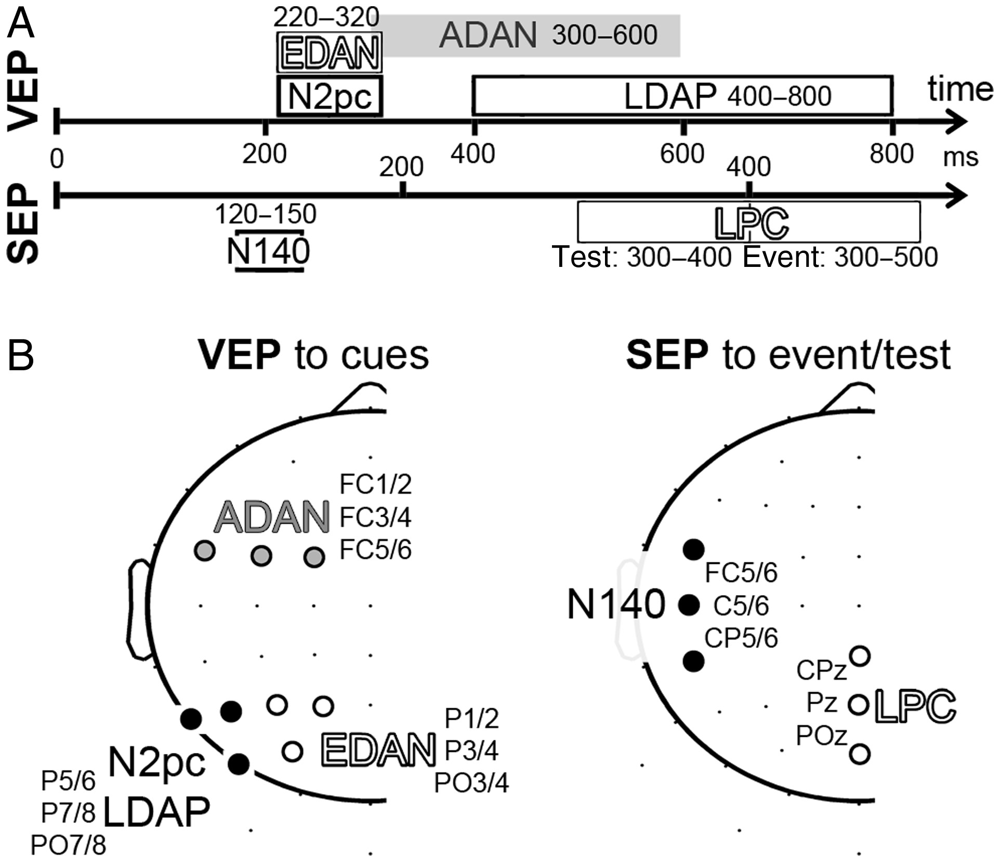 A
220–320
ADAN 300–600
EDAN
N2pc
LDAP 400–800
time
VEP
0
200
400
600
800
ms
200
400
SEP
120–150
N140
LPC
Test: 300–400 Event: 300–500
B
VEP to cues
SEP to event/test
ADAN
FC1/2
FC3/4
FC5/6
N2pc
LDAP
P5/6
P7/8
PO7/8
EDAN
P1/2
P3/4
PO3/4
N140
FC5/6
C5/6
CP5/6
CPz
Pz
POz
LPC